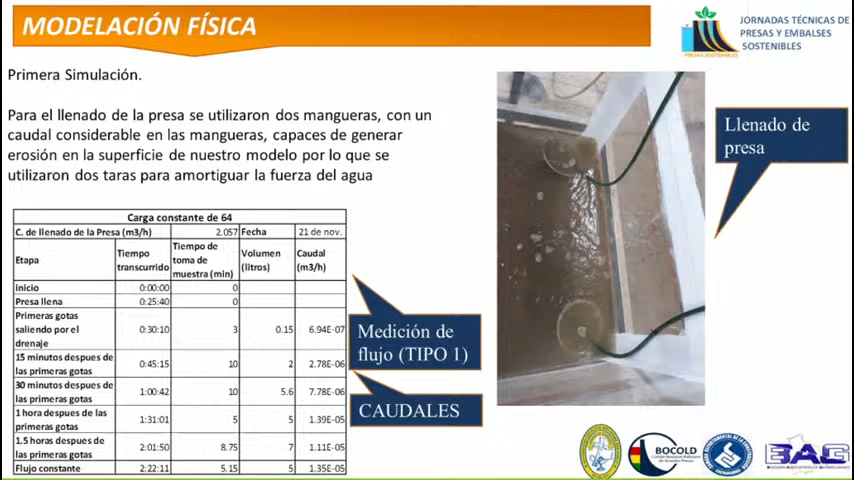 MODELACIÓN FÍSICA
JORNADAS TÉCNICAS DE
PRESAS Y EMBALSES
SOSTENIBLES
PRESAS SOSTENIBLES
Primera Simulación.
Para el llenado de la presa se utilizaron dos mangueras, con un
caudal considerable en las mangueras, capaces de generar
erosión en la superficie de nuestro modelo por lo que se
utilizaron dos taras para amortiguar la fuerza del agua
Llenado de
presa
Carga constante de 64
C. de llenado de la Presa (m3/h) 2.057 Fecha 21 de nov.
Etapa Tiempo transcurrido Tiempo de toma de muestra (min) Volumen (litros) Caudal (m3/h)
Inicio 0:00:00 0
Presa llena 0:25:40 0
Primeras gotas
saliendo por el
drenaje 0:30:10 3 0.15 6.94E-07
15 minutos despues de
las primeras gotas 0:45:15 10 2 2.78E-06
30 minutos despues de
las primeras gotas 1:00:42 10 5.6 7.78E-06
1 hora despues de las
primeras gotas 1:31:01 5 5 1.39E-05
1.5 horas despues de
las primeras gotas 2:01:50 8.75 7 1.11E-05
Flujo constante 2:22:11 5.15 5 1.35E-05
Medición de
flujo (TIPO 1)
CAUDALES
BOCOLD
BAG